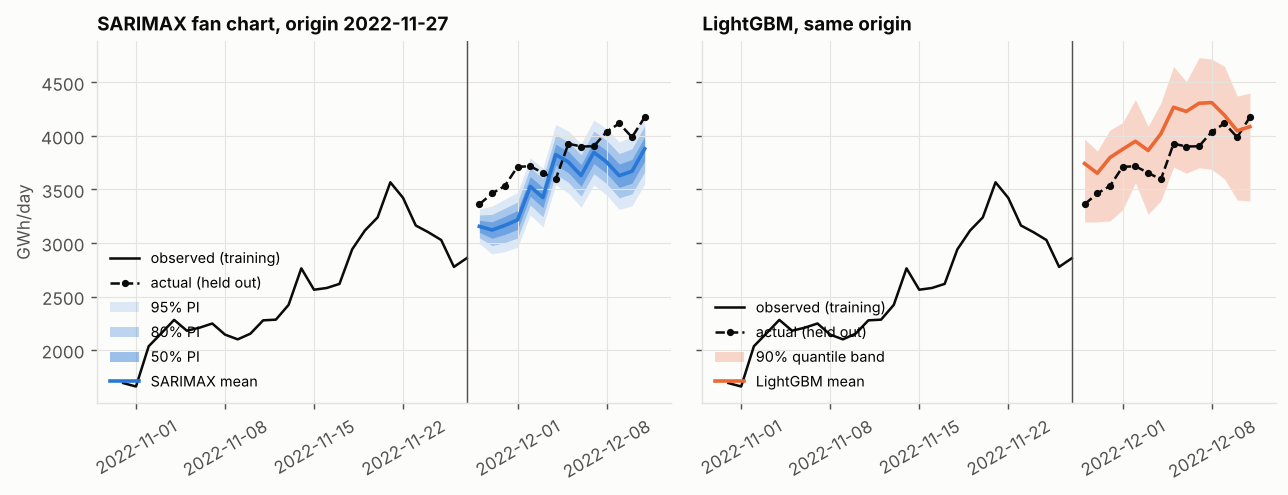 SARIMAX fan chart, origin 2022-11-27
GWh/day
4500
4000
3500
3000
2500
2000
observed (training)
actual (held out)
95% PI
80% PI
50% PI
SARIMAX mean
2022-11-01
2022-11-08
2022-11-15
2022-11-22
2022-12-01
2022-12-08
LightGBM, same origin
observed (training)
actual (held out)
90% quantile band
LightGBM mean
2022-11-01
2022-11-08
2022-11-15
2022-11-22
2022-12-01
2022-12-08